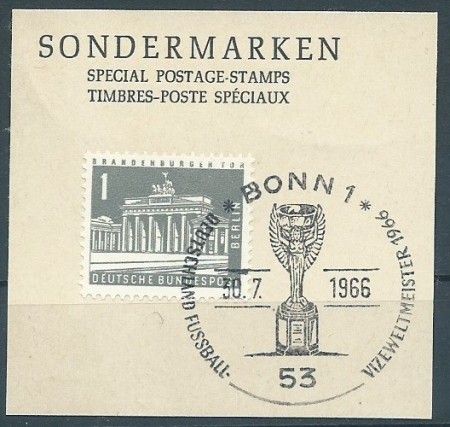 SONDERMARKEN
SPECIAL POSTAGE-STAMPS
TIMBRES-POSTE SPÉCIAUX
BRANDENBURGER TOR
1
BERLIN
DEUTSCHE BUNDESPOST
* BONN 1 *
DEUTSCHLAND FUSSBALL-
VIZEWELTMEISTER 1966
30.7. 1966
53